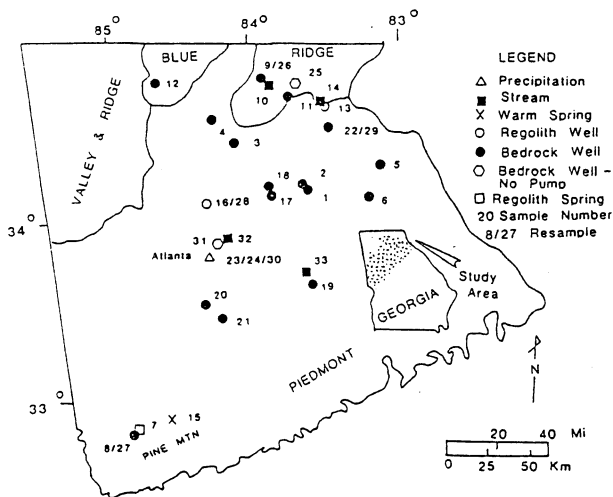 85°
84°
83°
BLUE
RIDGE
VALLEY & RIDGE
12
9/26
25
10
11
14
13
4
3
22/29
5
18
2
17
1
6
16/28
34°
31
32
Atlanta
23/24/30
33
19
20
21
PIEDMONT
33°
7
15
8/27
PINE MTN
LEGEND
Precipitation
Stream
Warm Spring
Regolith Well
Bedrock Well
Bedrock Well –
No Pump
Regolith Spring
20 Sample Number
8/27 Resample
Study
Area
GEORGIA
N
20 40 Mi
25 50 Km